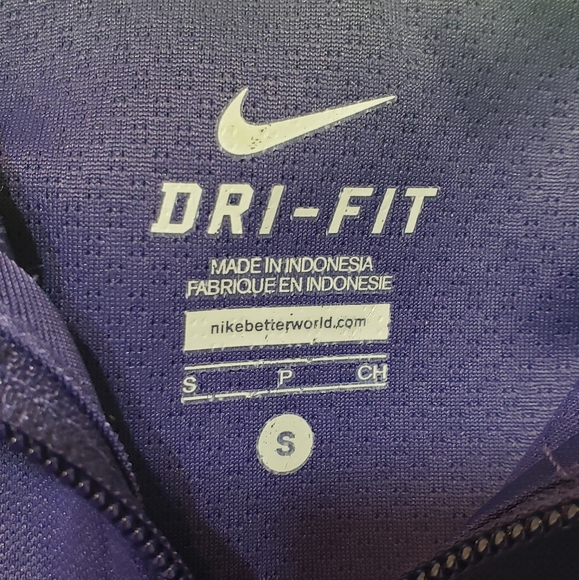 DRI-FIT
MADE IN INDONESIA
FABRIQUE EN INDONESIE
nikebetterworld.com
S P CH
S